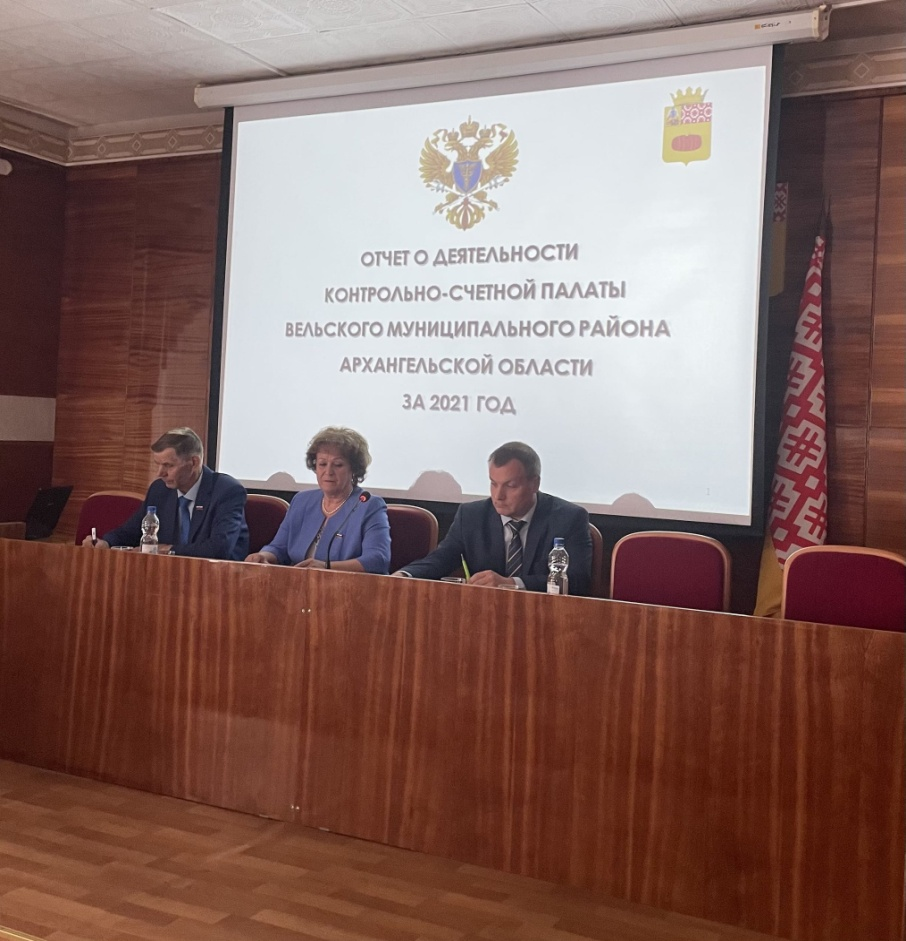 ОТЧЕТ О ДЕЯТЕЛЬНОСТИ
КОНТРОЛЬНО-СЧЕТНОЙ ПАЛАТЫ
ВЕЛЬСКОГО МУНИЦИПАЛЬНОГО РАЙОНА
АРХАНГЕЛЬСКОЙ ОБЛАСТИ
ЗА 2021 ГОД